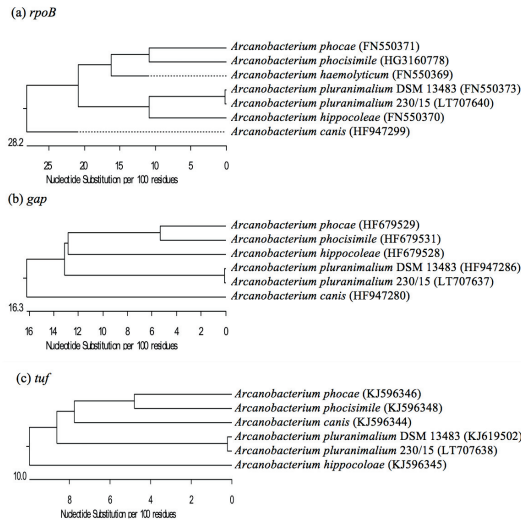 (a) rpoB
Arcanobacterium phocae (FN550371)
Arcanobacterium phocisimile (HG3160778)
Arcanobacterium haemolyticum (FN550369)
Arcanobacterium pluranimalium DSM 13483 (FN550373)
Arcanobacterium pluranimalium 230/15 (LT707640)
Arcanobacterium hippocoleae (FN550370)
Arcanobacterium canis (HF947299)
28.2
25 20 15 10 5 0
Nucleotide Substitution per 100 residues
(b) gap
Arcanobacterium phocae (HF679529)
Arcanobacterium phocisimile (HF679531)
Arcanobacterium hippocoleae (HF679528)
Arcanobacterium pluranimalium DSM 13483 (HF947286)
Arcanobacterium pluranimalium 230/15 (LT707637)
Arcanobacterium canis (HF947280)
16.3
16 14 12 10 8 6 4 2 0
Nucleotide Substitution per 100 residues
(c) tuf
Arcanobacterium phocae (KJ596346)
Arcanobacterium phocisimile (KJ596348)
Arcanobacterium canis (KJ596344)
Arcanobacterium pluranimalium DSM 13483 (KJ619502)
Arcanobacterium pluranimalium 230/15 (LT707638)
Arcanobacterium hippocoloae (KJ596345)
10.0
8 6 4 2 0
Nucleotide Substitution per 100 residues